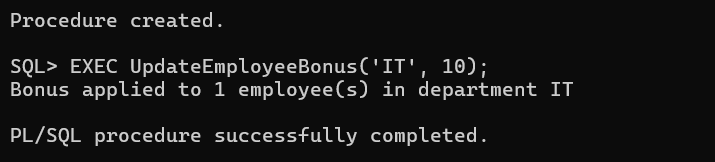 Procedure created.
SQL> EXEC UpdateEmployeeBonus('IT', 10);
Bonus applied to 1 employee(s) in department IT
PL/SQL procedure successfully completed.